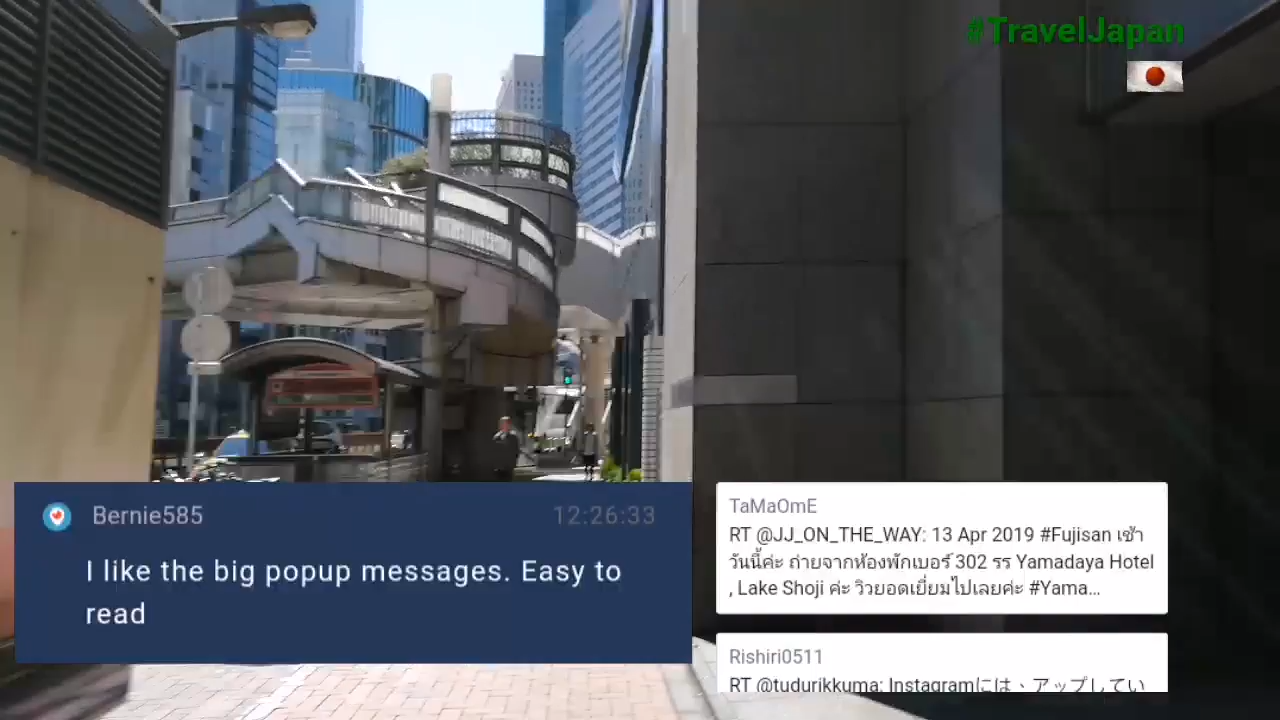 #TravelJapan
Bernie585 12:26:33
I like the big popup messages. Easy to
read
TaMaOmE
RT @JJ_ON_THE_WAY: 13 Apr 2019 #Fujisan เช้า
วันนี้ค่ะ ถ่ายจากห้องพักเบอร์ 302 รร Yamadaya Hotel
, Lake Shoji ค่ะ วิวยอดเยี่ยมไปเลยค่ะ #Yama…
Rishiri0511
RT @tudurikkuma: Instagramには、アップしてい